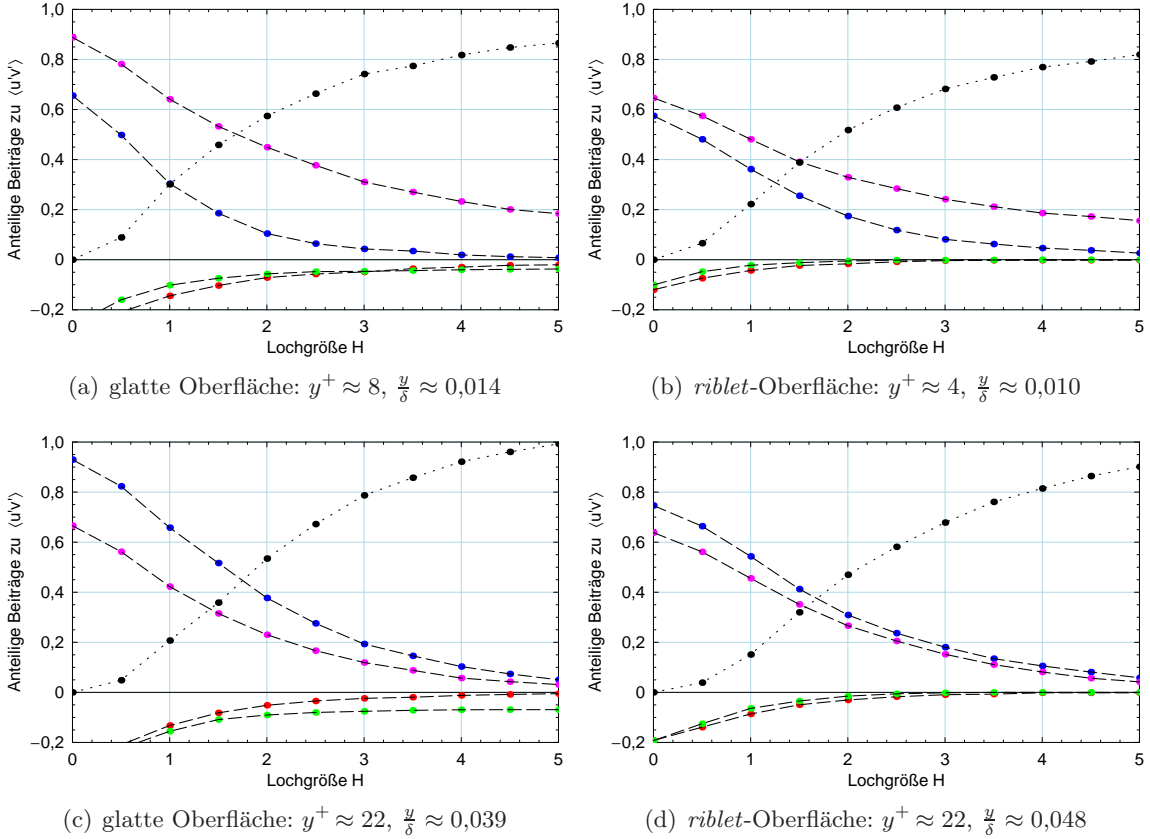 1,0
0,8
0,6
0,4
0,2
0
−0,2
Anteilige Beiträge zu ⟨u'v'⟩
0 1 2 3 4 5
Lochgröße H
(a) glatte Oberfläche: y⁺ ≈ 8, y/δ ≈ 0,014
1,0
0,8
0,6
0,4
0,2
0
−0,2
Anteilige Beiträge zu ⟨u'v'⟩
0 1 2 3 4 5
Lochgröße H
(b) riblet-Oberfläche: y⁺ ≈ 4, y/δ ≈ 0,010
1,0
0,8
0,6
0,4
0,2
0
−0,2
Anteilige Beiträge zu ⟨u'v'⟩
0 1 2 3 4 5
Lochgröße H
(c) glatte Oberfläche: y⁺ ≈ 22, y/δ ≈ 0,039
1,0
0,8
0,6
0,4
0,2
0
−0,2
Anteilige Beiträge zu ⟨u'v'⟩
0 1 2 3 4 5
Lochgröße H
(d) riblet-Oberfläche: y⁺ ≈ 22, y/δ ≈ 0,048